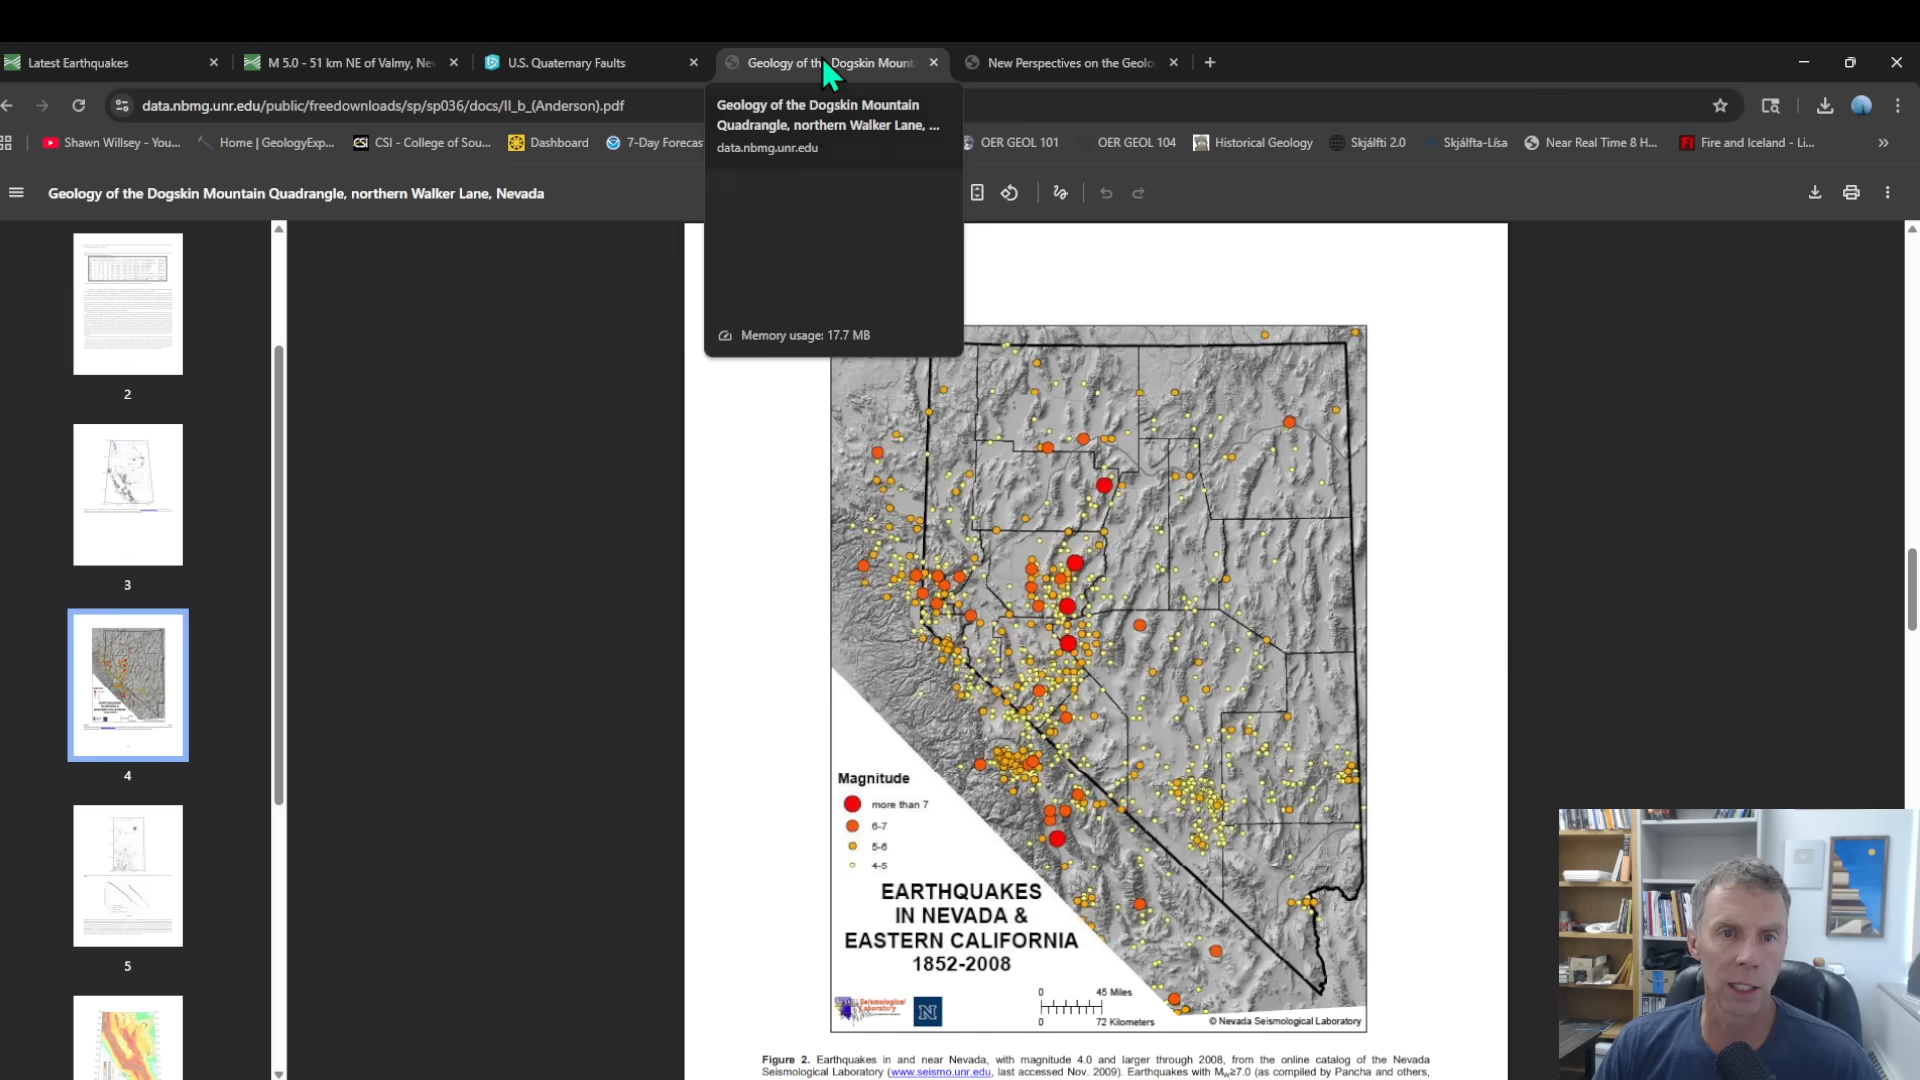 Latest Earthquakes
M 5.0 - 51 km NE of Valmy, Ne
U.S. Quaternary Faults
Geology of the Dogskin Mount
New Perspectives on the Geolo
data.nbmg.unr.edu/public/freedownloads/sp/sp036/docs/II_b_(Anderson).pdf
Geology of the Dogskin Mountain
Quadrangle, northern Walker Lane, ...
data.nbmg.unr.edu
Memory usage: 17.7 MB
Shawn Willsey - You...
Home | GeologyExp...
CSI - College of Sou...
Dashboard
7-Day Forecas
OER GEOL 101
OER GEOL 104
Historical Geology
Skjálfti 2.0
Skjálfta-Lísa
Near Real Time 8 H...
Fire and Iceland - Li...
Geology of the Dogskin Mountain Quadrangle, northern Walker Lane, Nevada
2
3
4
5
Magnitude
more than 7
6-7
5-6
4-5
EARTHQUAKES
IN NEVADA &
EASTERN CALIFORNIA
1852-2008
Seismological
Laboratory
N
0 45 Miles
0 72 Kilometers
© Nevada Seismological Laboratory
Figure 2. Earthquakes in and near Nevada, with magnitude 4.0 and larger through 2008, from the online catalog of the Nevada
Seismological Laboratory (www.seismo.unr.edu, last accessed Nov. 2009). Earthquakes with Mw≥7.0 (as compiled by Pancha and others,